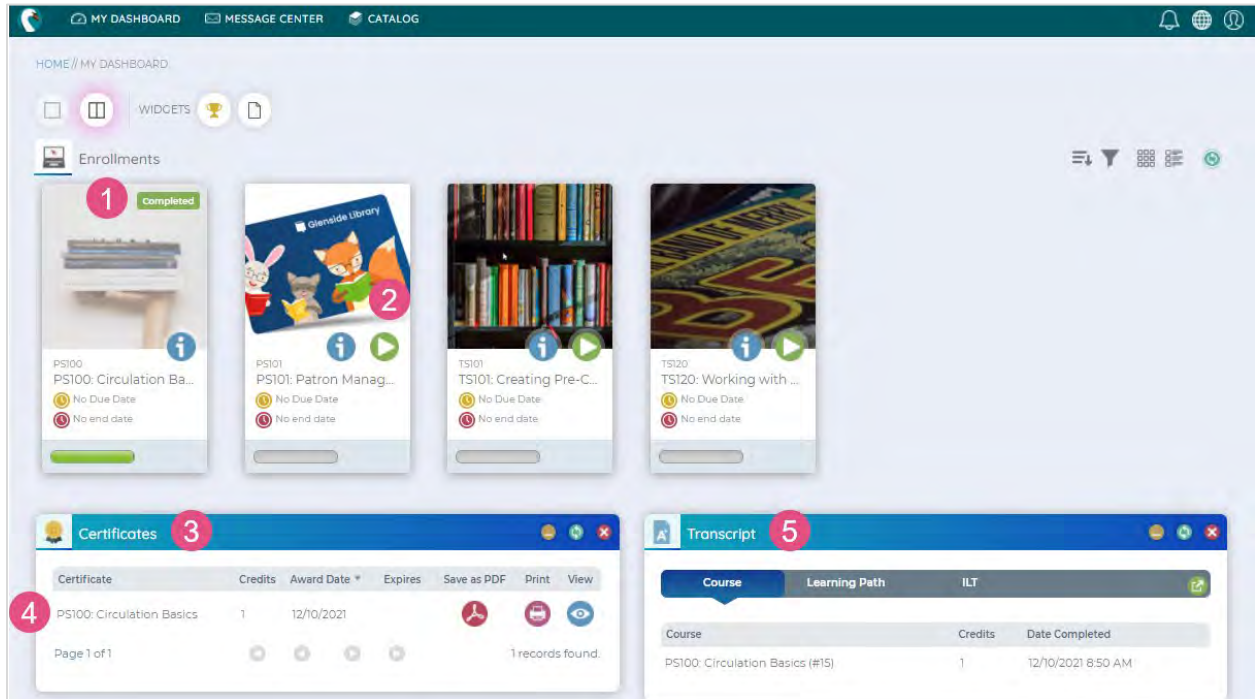 MY DASHBOARD MESSAGE CENTER CATALOG
HOME // MY DASHBOARD
WIDGETS
Enrollments
1 Completed
Glenside Library
2
BAND OF MERRY
PS100
PS100: Circulation Ba...
No Due Date
No end date
PS101
PS101: Patron Manag...
No Due Date
No end date
TS101
TS101: Creating Pre-C...
No Due Date
No end date
TS120
TS120: Working with ...
No Due Date
No end date
Certificates 3
Certificate Credits Award Date Expires Save as PDF Print View
4 PS100: Circulation Basics 1 12/10/2021
Page 1 of 1 1 records found.
A+ Transcript 5
Course Learning Path ILT
Course Credits Date Completed
PS100: Circulation Basics (#15) 1 12/10/2021 8:50 AM